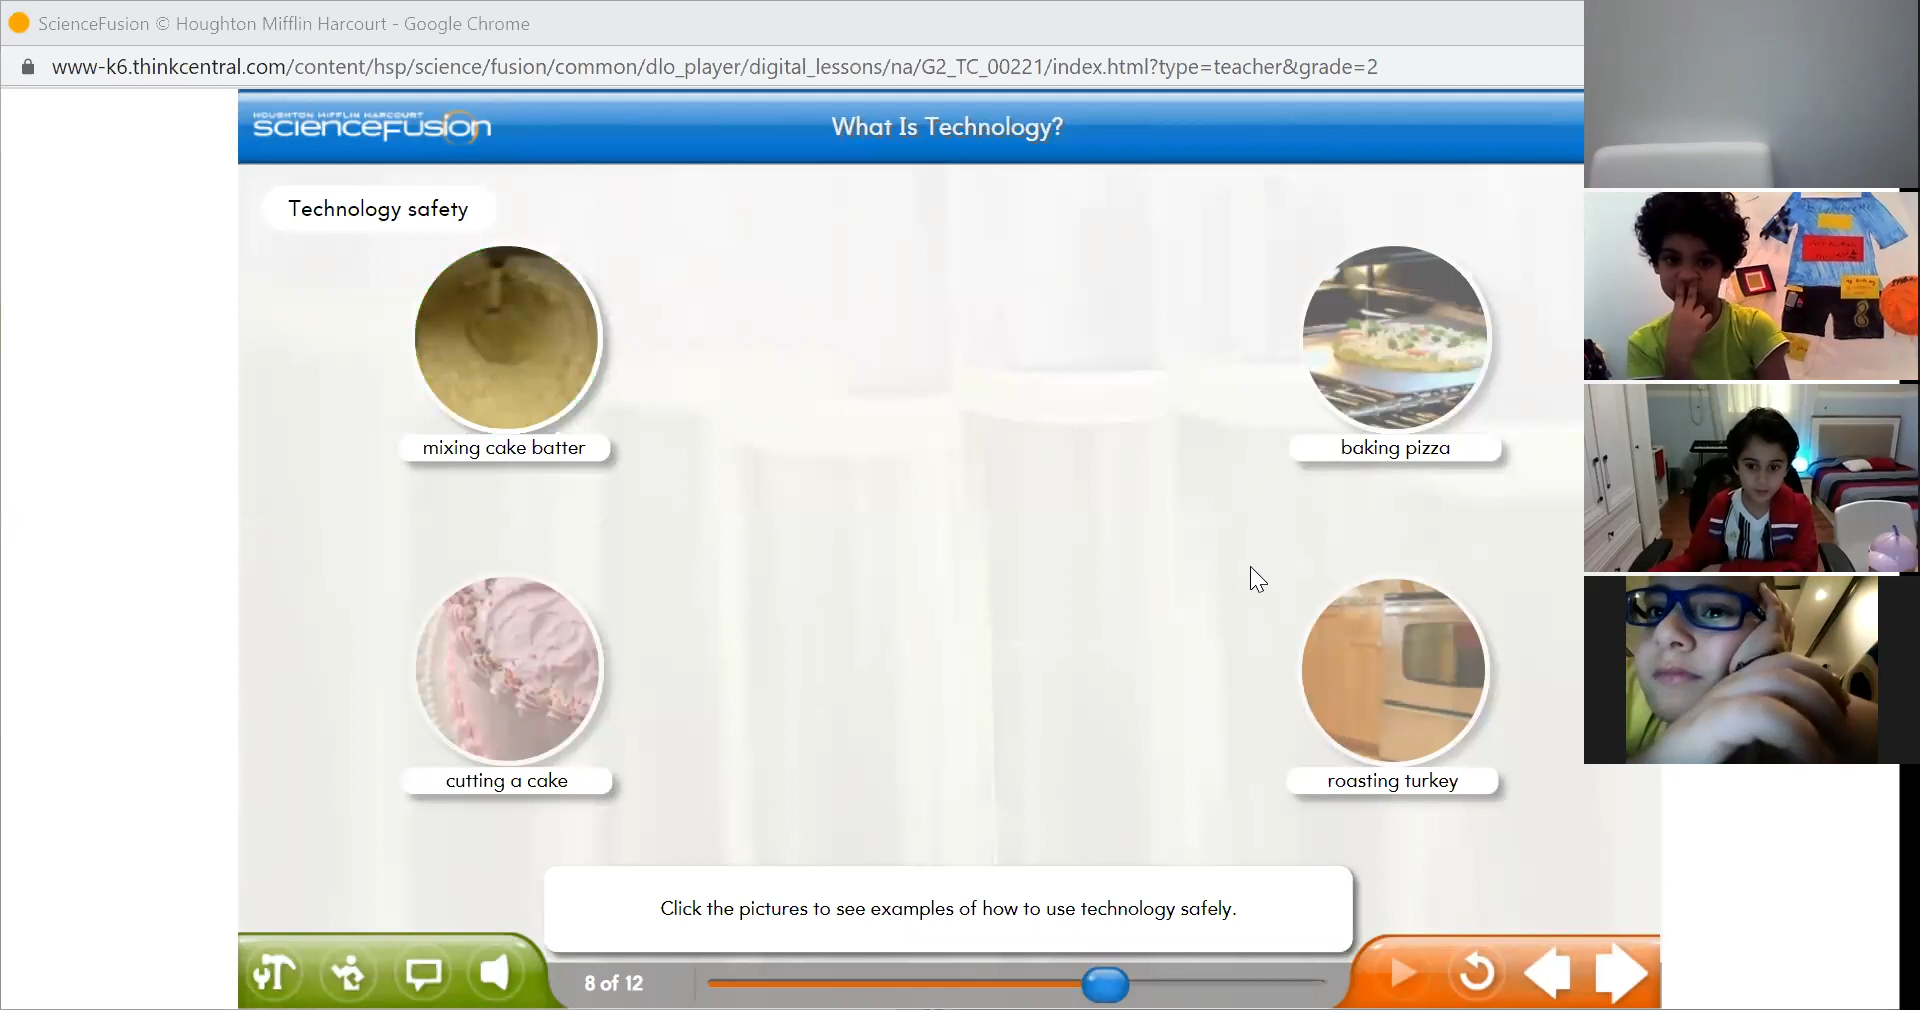 ScienceFusion © Houghton Mifflin Harcourt - Google Chrome
www-k6.thinkcentral.com/content/hsp/science/fusion/common/dlo_player/digital_lessons/na/G2_TC_00221/index.html?type=teacher&grade=2
HOUGHTON MIFFLIN HARCOURT
scienceFusion
What Is Technology?
Technology safety
mixing cake batter
baking pizza
cutting a cake
roasting turkey
Click the pictures to see examples of how to use technology safely.
8 of 12
8